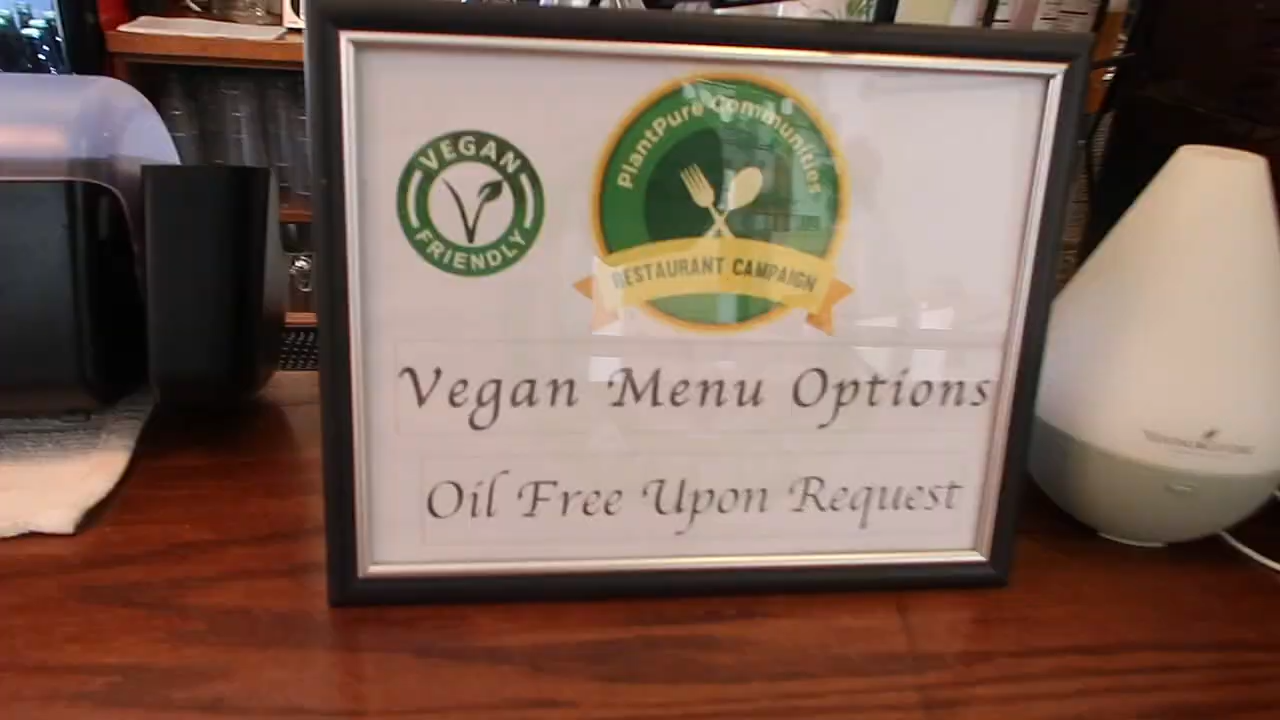 VEGAN
FRIENDLY
PlantPure Communities
RESTAURANT CAMPAIGN
Vegan Menu Options
Oil Free Upon Request